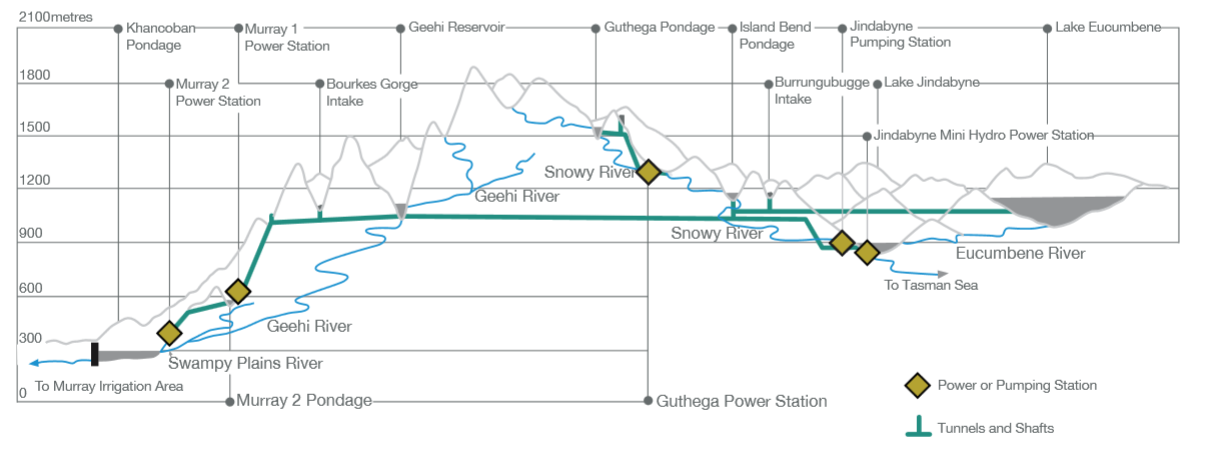 2100metres
Khancoban
Pondage
Murray 1
Power Station
Geehi Reservoir
Guthega Pondage
Island Bend
Pondage
Jindabyne
Pumping Station
Lake Eucumbene
1800
Murray 2
Power Station
Bourkes Gorge
Intake
Burrungubugge
Intake
Lake Jindabyne
1500
Jindabyne Mini Hydro Power Station
1200
Snowy River
Geehi River
900
Snowy River
Eucumbene River
To Tasman Sea
600
Geehi River
300
Swampy Plains River
To Murray Irrigation Area
0
Murray 2 Pondage
Guthega Power Station
Power or Pumping Station
Tunnels and Shafts